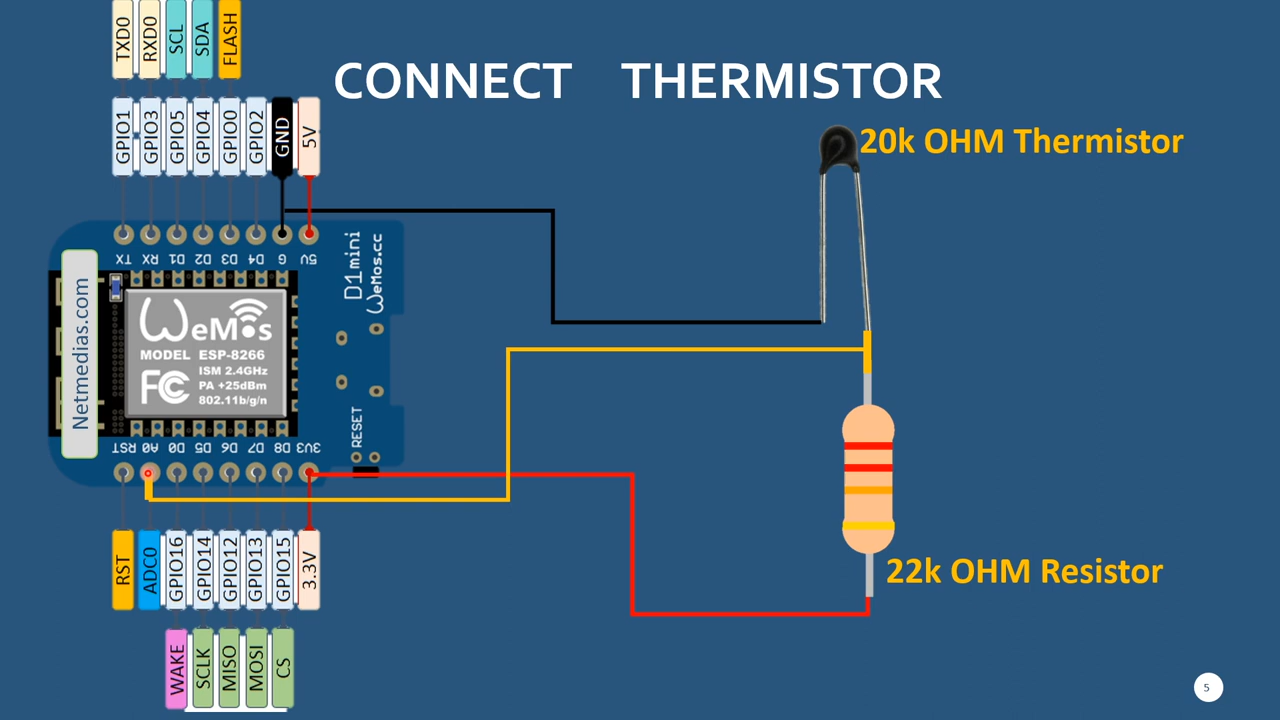 TXD0 RXD0 SCL SDA FLASH
GPIO1 GPIO3 GPIO5 GPIO4 GPIO0 GPIO2 GND 5V
CONNECT THERMISTOR
20k OHM Thermistor
TX RX D1 D2 D3 D4 G 5V
D1 mini
WeMos.cc
Netmedias.com
WeMos
MODEL ESP-8266
ISM 2.4GHz
PA +25dBm
802.11b/g/n
FC
RESET
RST A0 D0 D5 D6 D7 D8 3V3
RST ADC0 GPIO16 GPIO14 GPIO12 GPIO13 GPIO15 3.3V
22k OHM Resistor
WAKE SCLK MISO MOSI CS
5